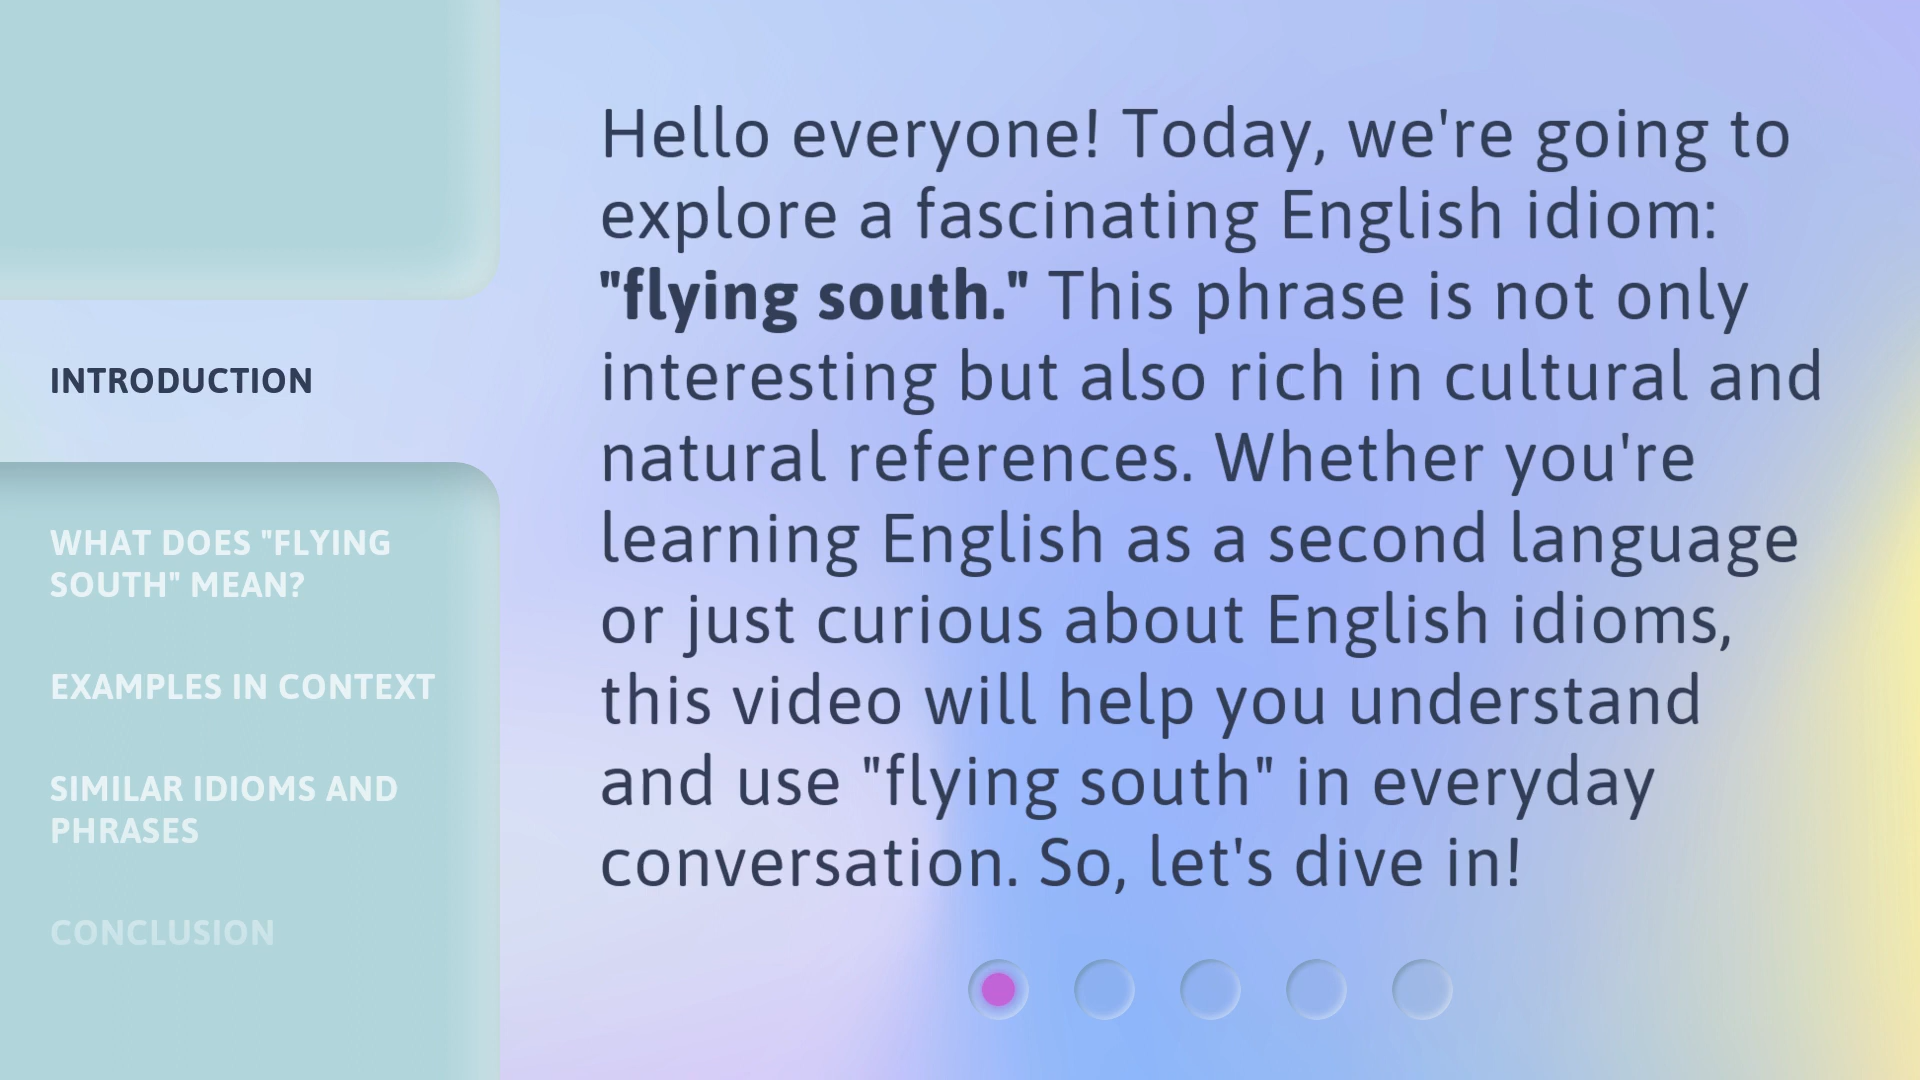 INTRODUCTION
WHAT DOES "FLYING
SOUTH" MEAN?
EXAMPLES IN CONTEXT
SIMILAR IDIOMS AND
PHRASES
CONCLUSION
Hello everyone! Today, we're going to
explore a fascinating English idiom:
"flying south." This phrase is not only
interesting but also rich in cultural and
natural references. Whether you're
learning English as a second language
or just curious about English idioms,
this video will help you understand
and use "flying south" in everyday
conversation. So, let's dive in!